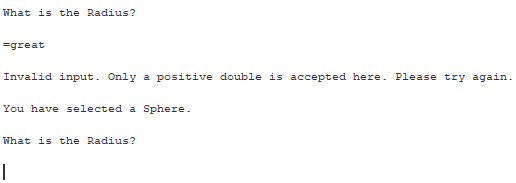 What is the Radius?
=great
Invalid input. Only a positive double is accepted here. Please try again.
You have selected a Sphere.
What is the Radius?